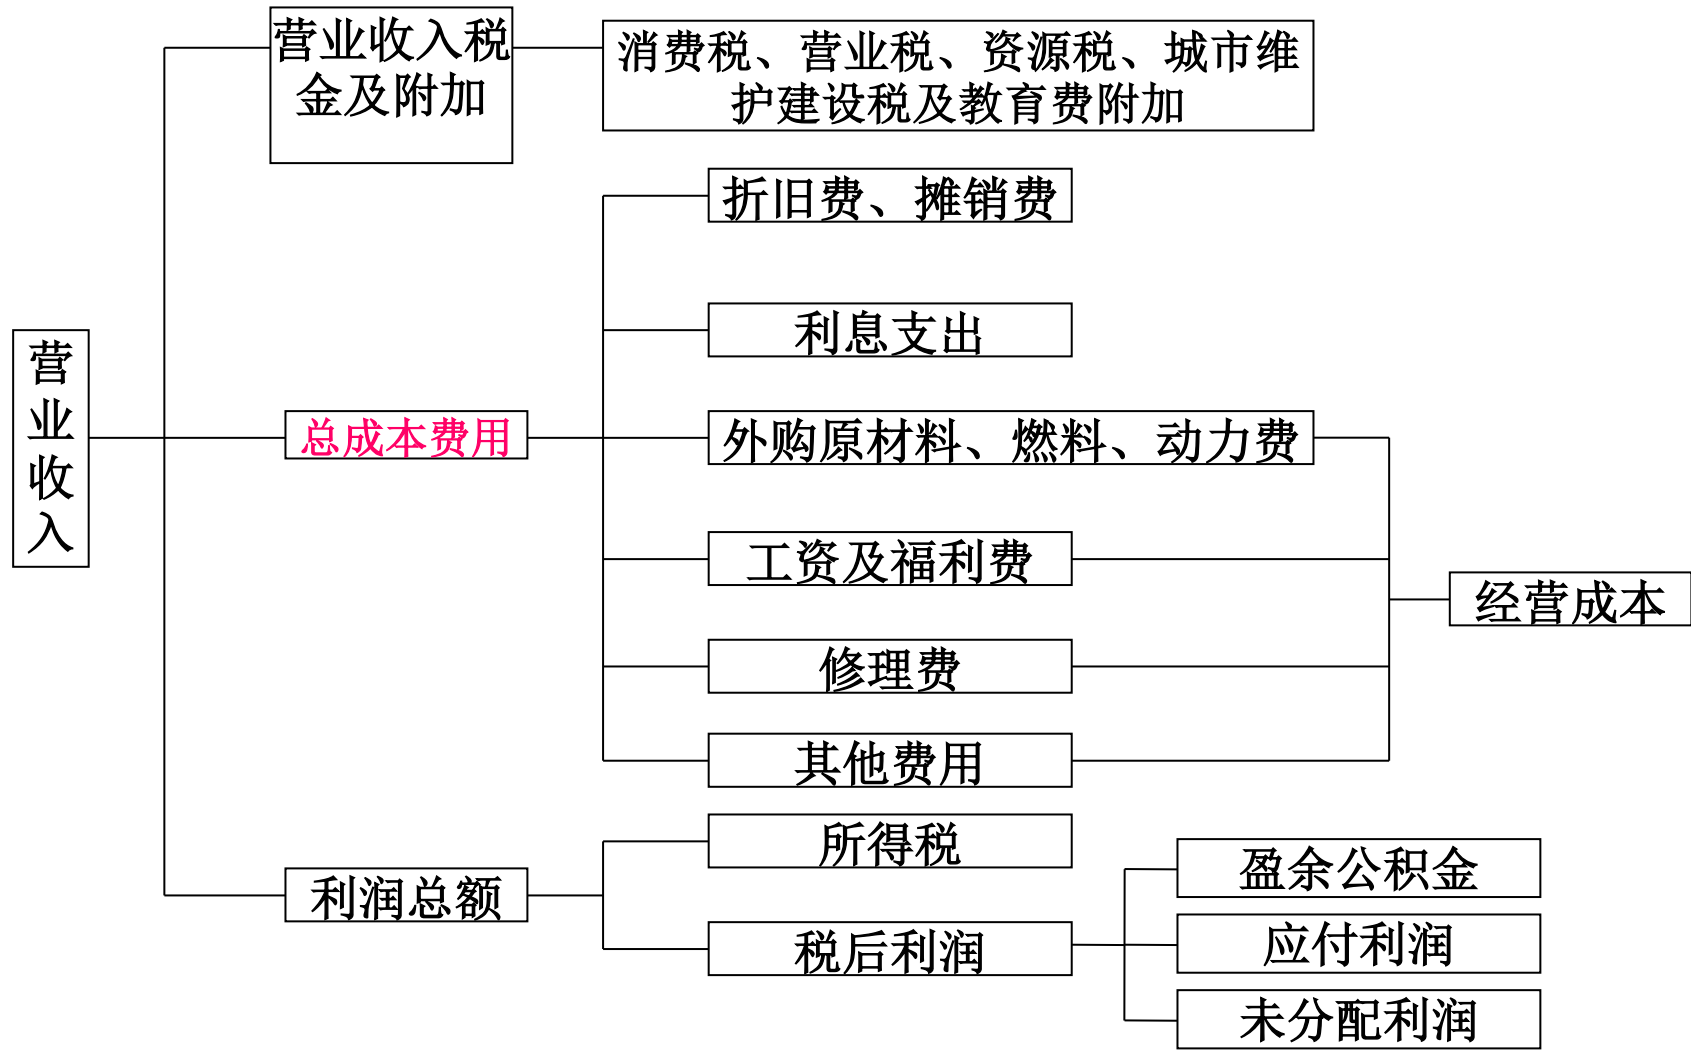 营业收入税
金及附加
消费税、营业税、资源税、城市维
护建设税及教育费附加
折旧费、摊销费
利息支出
营
业
收
入
总成本费用
外购原材料、燃料、动力费
工资及福利费
经营成本
修理费
其他费用
所得税
利润总额
税后利润
盈余公积金
应付利润
未分配利润